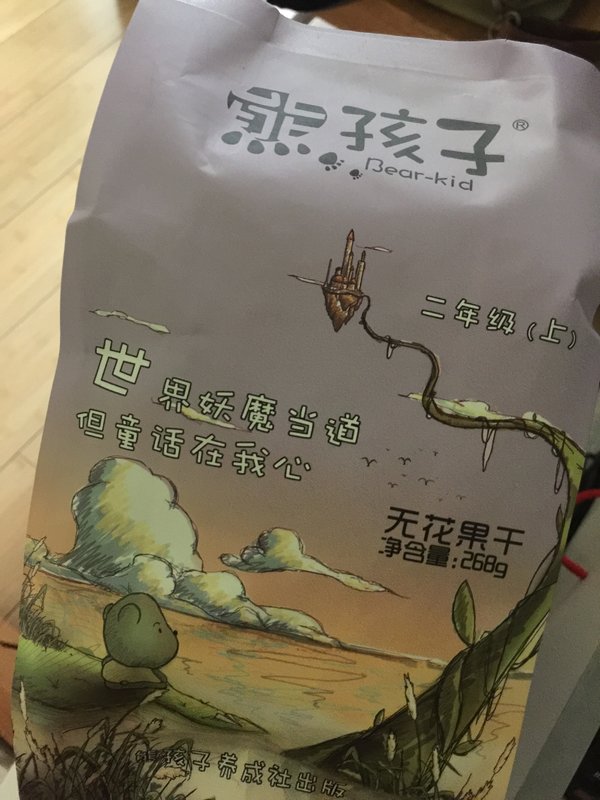 熊孩子®
Bear-kid
二年级(上)
世界妖魔当道
但童话在我心
无花果干
净含量:268g
熊孩子养成社出版